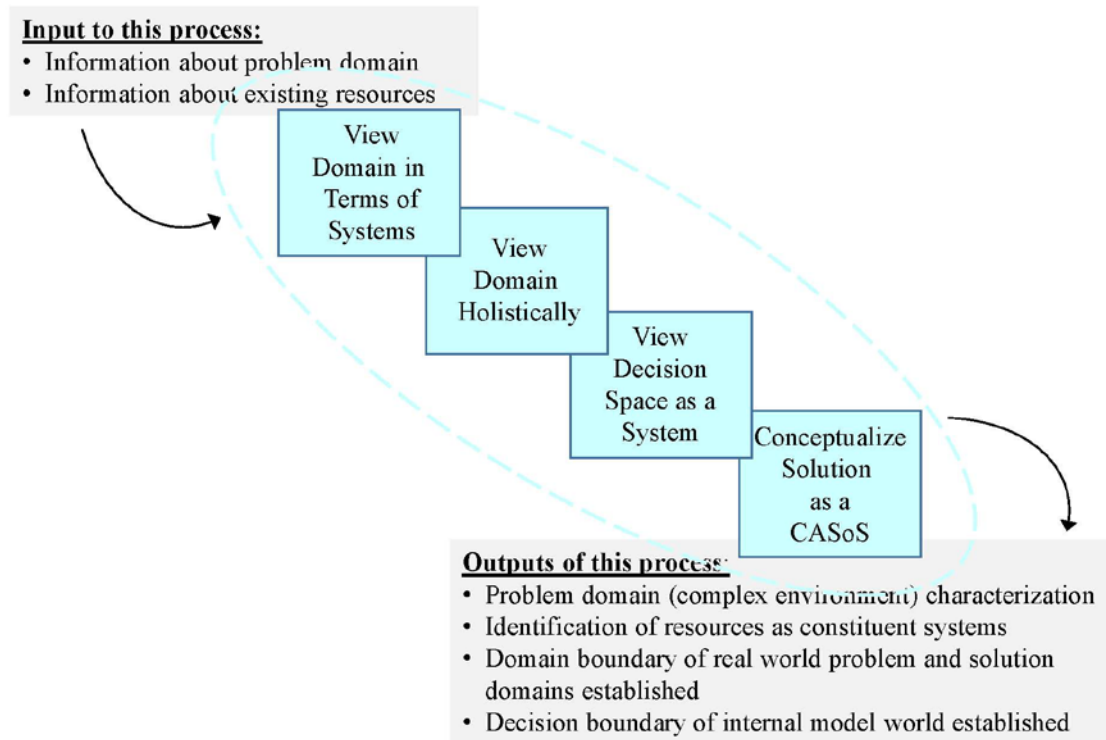 Input to this process:
• Information about problem domain
• Information about existing resources
View
Domain in
Terms of
Systems
View
Domain
Holistically
View
Decision
Space as a
System
Conceptualize
Solution
as a
CASoS
Outputs of this process:
• Problem domain (complex environment) characterization
• Identification of resources as constituent systems
• Domain boundary of real world problem and solution
domains established
• Decision boundary of internal model world established